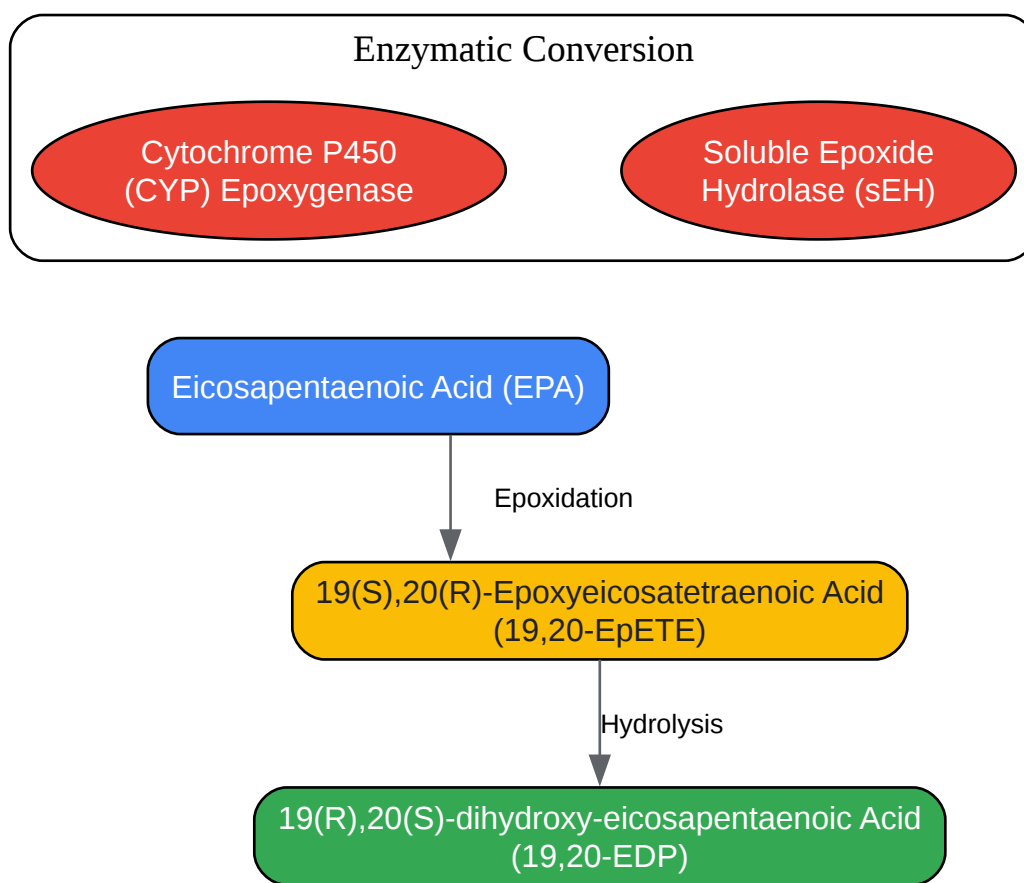 Enzymatic Conversion
Cytochrome P450
(CYP) Epoxygenase
Soluble Epoxide
Hydrolase (sEH)
Eicosapentaenoic Acid (EPA)
Epoxidation
19(S),20(R)-Epoxyeicosatetraenoic Acid
(19,20-EpETE)
Hydrolysis
19(R),20(S)-dihydroxy-eicosapentaenoic Acid
(19,20-EDP)